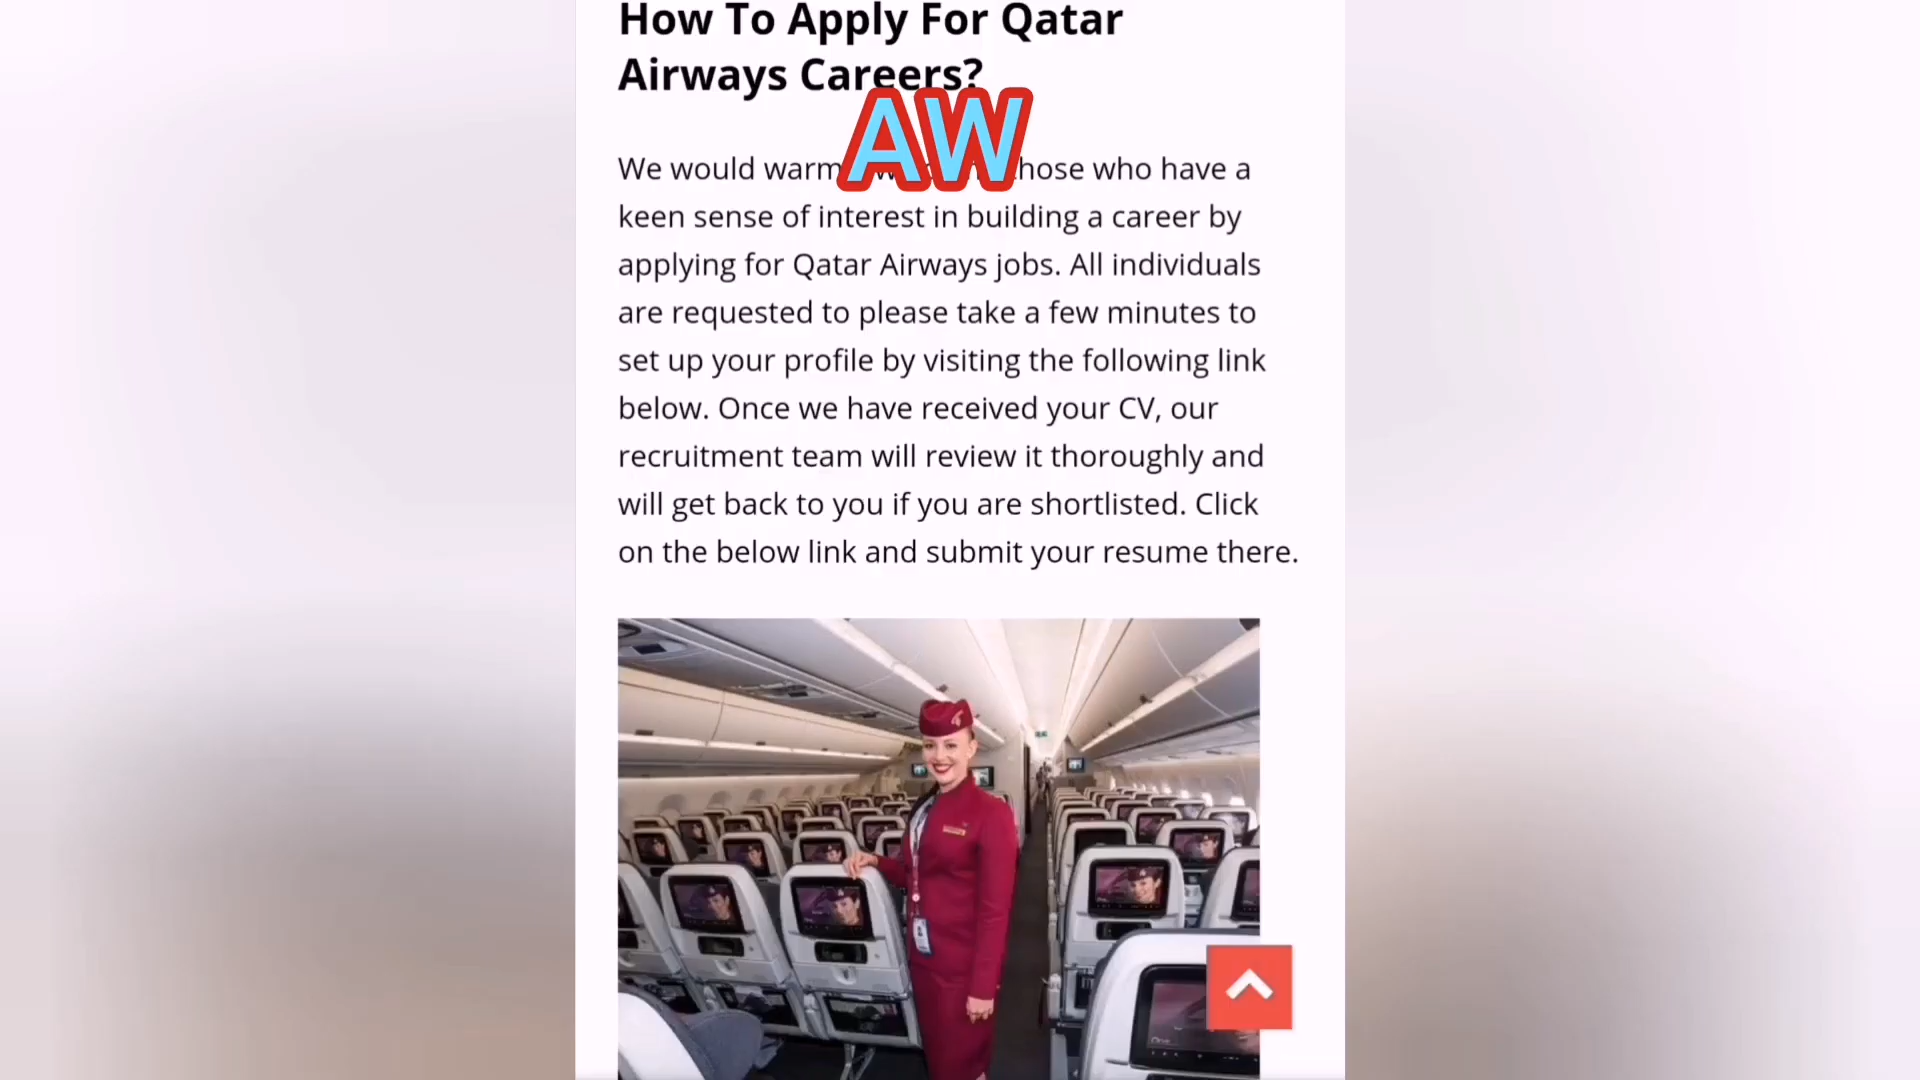 How To Apply For Qatar
Airways Careers?
AW
We would those who have a
keen sense of interest in building a career by
applying for Qatar Airways jobs. All individuals
are requested to please take a few minutes to
set up your profile by visiting the following link
below. Once we have received your CV, our
recruitment team will review it thoroughly and
will get back to you if you are shortlisted. Click
on the below link and submit your resume there.